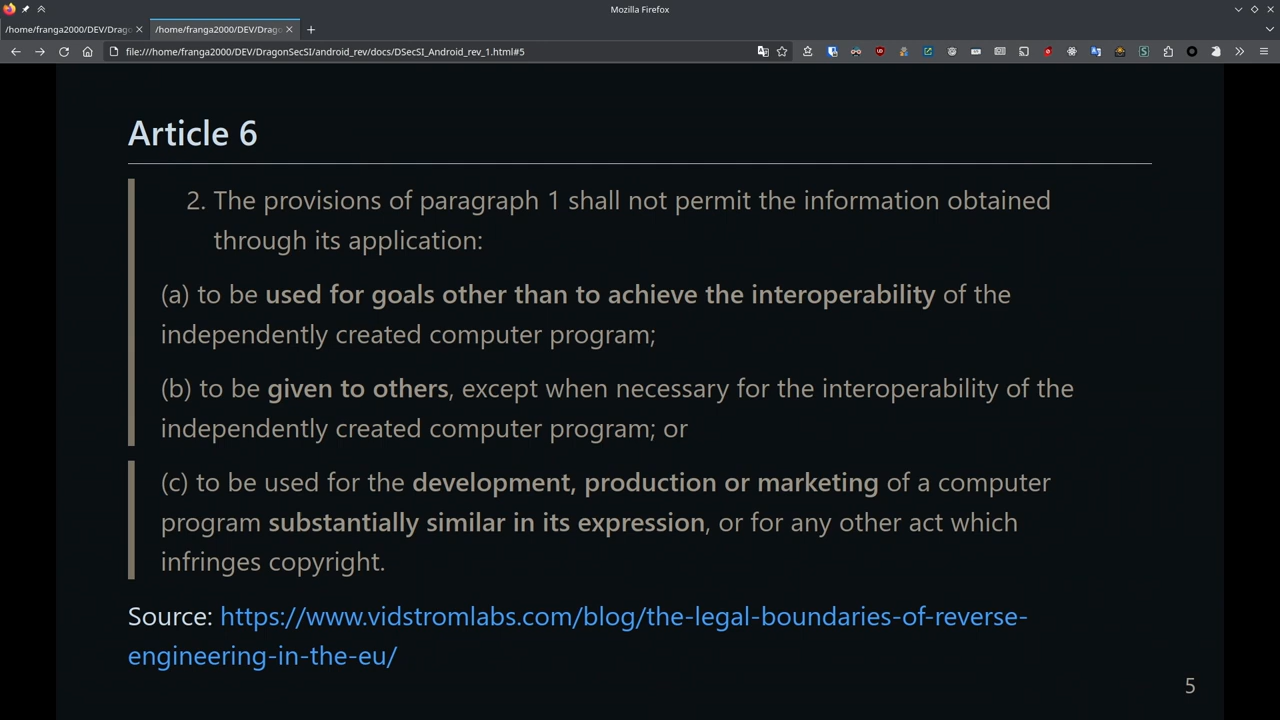 Mozilla Firefox
/home/franga2000/DEV/Drago
/home/franga2000/DEV/Drago
file:///home/franga2000/DEV/DragonSecSI/android_rev/docs/DSecSI_Android_rev_1.html#5
Article 6
2. The provisions of paragraph 1 shall not permit the information obtained
through its application:
(a) to be used for goals other than to achieve the interoperability of the
independently created computer program;
(b) to be given to others, except when necessary for the interoperability of the
independently created computer program; or
(c) to be used for the development, production or marketing of a computer
program substantially similar in its expression, or for any other act which
infringes copyright.
Source: https://www.vidstromlabs.com/blog/the-legal-boundaries-of-reverse-
engineering-in-the-eu/
5